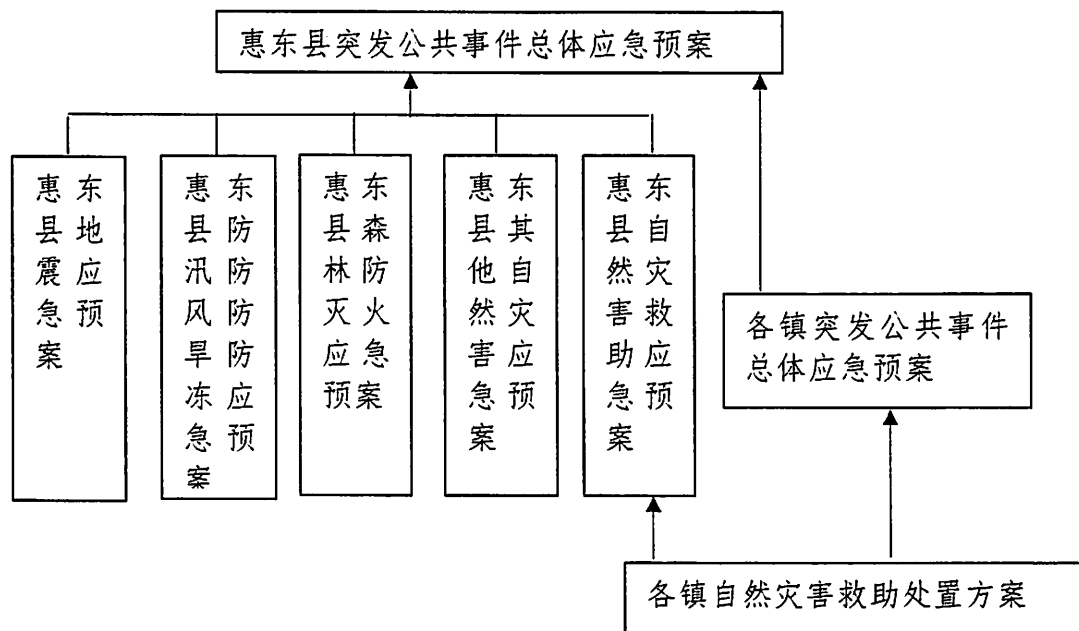 惠东县突发公共事件总体应急预案
惠东
县地
震应
急预
案
惠东
县防
汛防
风防
旱防
冻应
急预
案
惠东
县森
林防
灭火
应急
预案
惠东
县其
他自
然灾
害应
急预
案
惠东
县自
然灾
害救
助应
急预
案
各镇突发公共事件
总体应急预案
各镇自然灾害救助处置方案